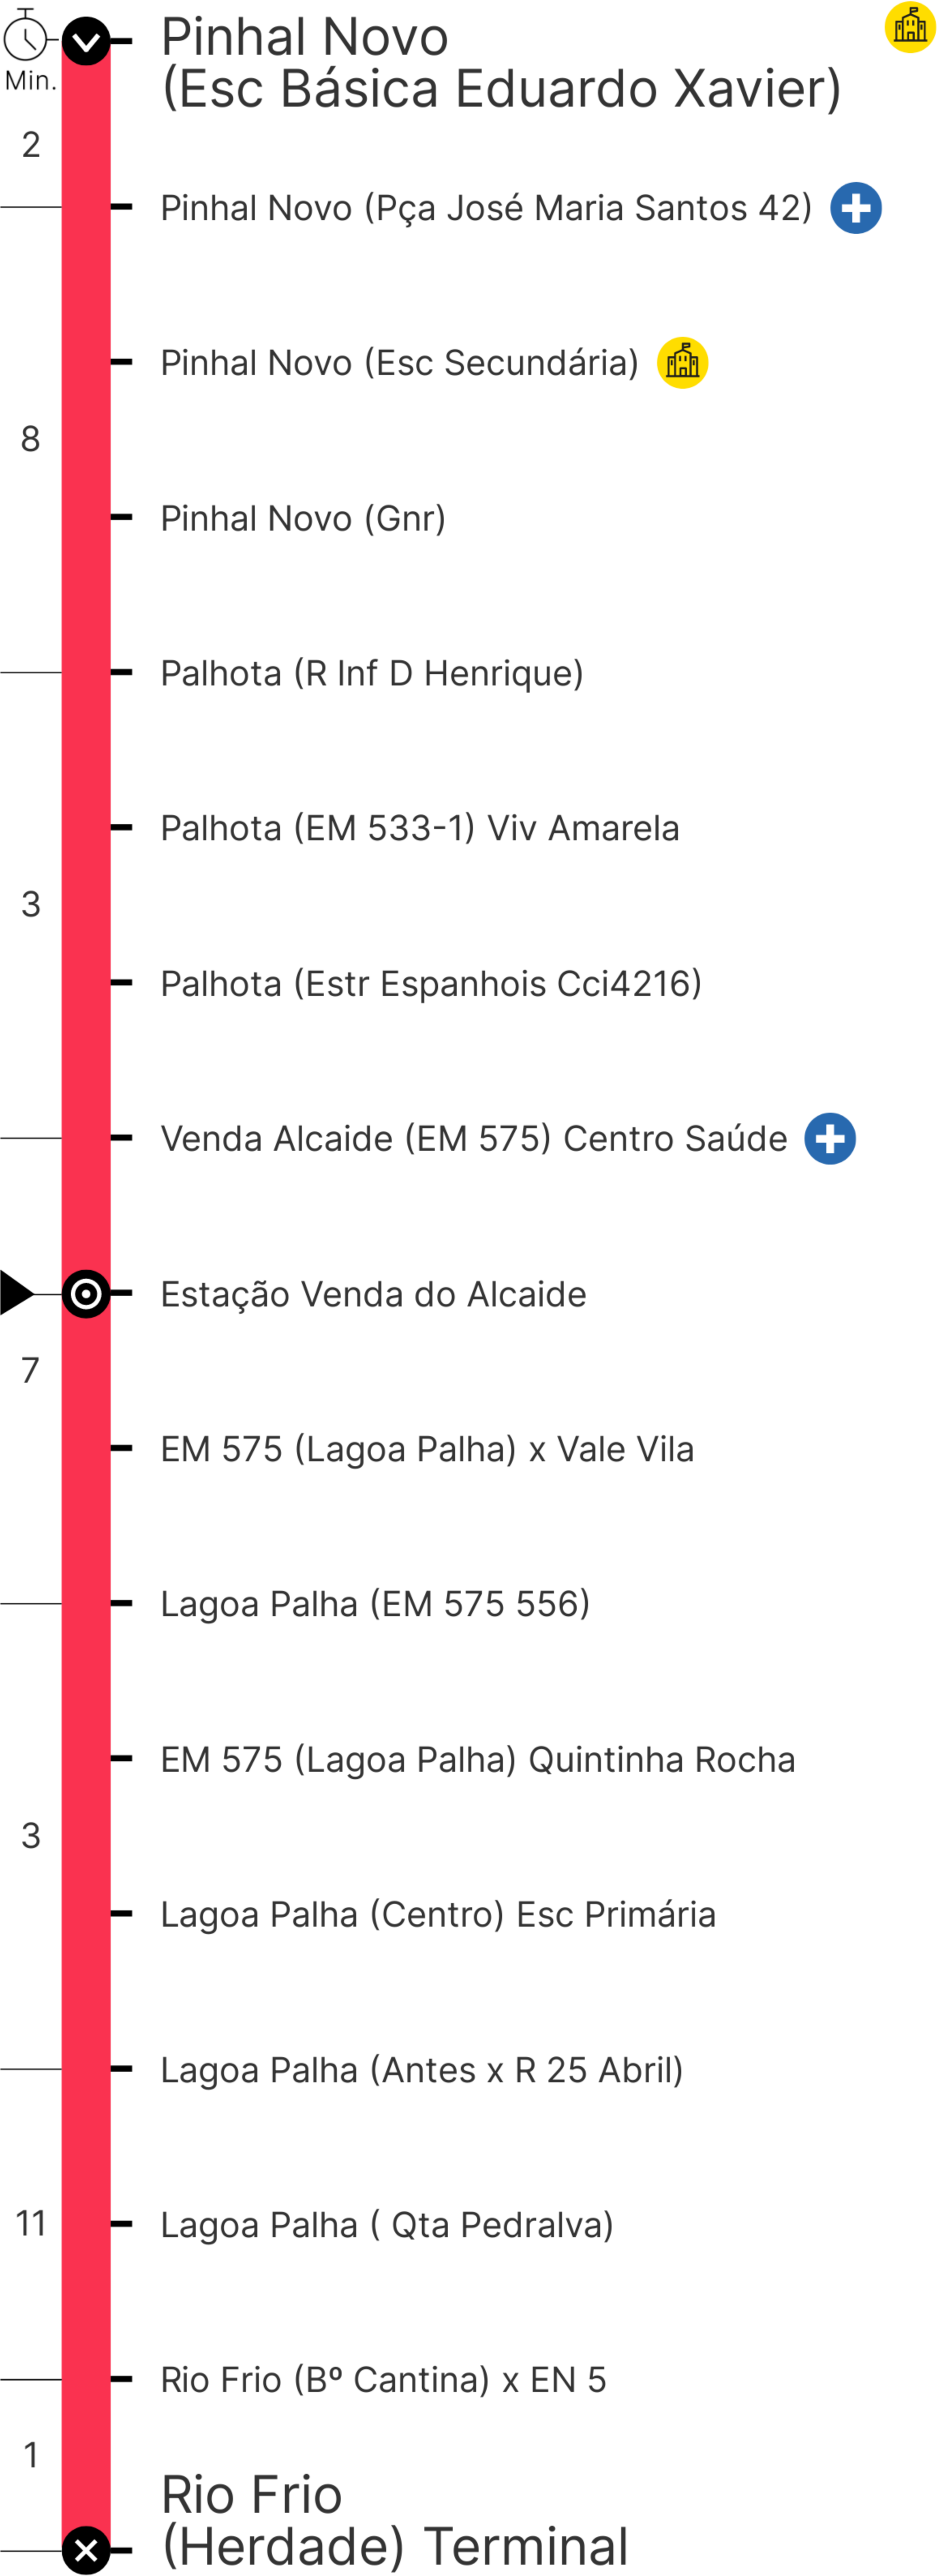 Pinhal Novo
(Esc Básica Eduardo Xavier)
Min.
2
Pinhal Novo (Pça José Maria Santos 42)
Pinhal Novo (Esc Secundária)
8
Pinhal Novo (Gnr)
Palhota (R Inf D Henrique)
Palhota (EM 533-1) Viv Amarela
3
Palhota (Estr Espanhois Cci4216)
Venda Alcaide (EM 575) Centro Saúde
Estação Venda do Alcaide
7
EM 575 (Lagoa Palha) x Vale Vila
Lagoa Palha (EM 575 556)
EM 575 (Lagoa Palha) Quintinha Rocha
3
Lagoa Palha (Centro) Esc Primária
Lagoa Palha (Antes x R 25 Abril)
11
Lagoa Palha ( Qta Pedralva)
Rio Frio (Bº Cantina) x EN 5
1
Rio Frio
(Herdade) Terminal